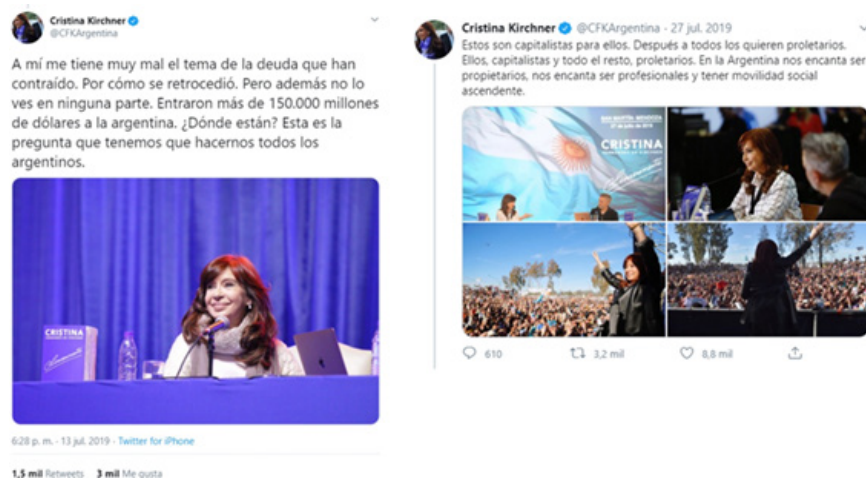 Cristina Kirchner
@CFKArgentina
A mí me tiene muy mal el tema de la deuda que han
contraído. Por cómo se retrocedió. Pero además no lo
ves en ninguna parte. Entraron más de 150.000 millones
de dólares a la argentina. ¿Dónde están? Esta es la
pregunta que tenemos que hacernos todos los
argentinos.
CRISTINA
6:28 p. m. · 13 jul. 2019 · Twitter for iPhone
1,5 mil Retweets 3 mil Me gusta
Cristina Kirchner @CFKArgentina · 27 jul. 2019
Estos son capitalistas para ellos. Después a todos los quieren proletarios.
Ellos, capitalistas y todo el resto, proletarios. En la Argentina nos encanta ser
propietarios, nos encanta ser profesionales y tener movilidad social
ascendente.
SAN MARTÍN, MENDOZA
CRISTINA
610 3,2 mil 8,8 mil